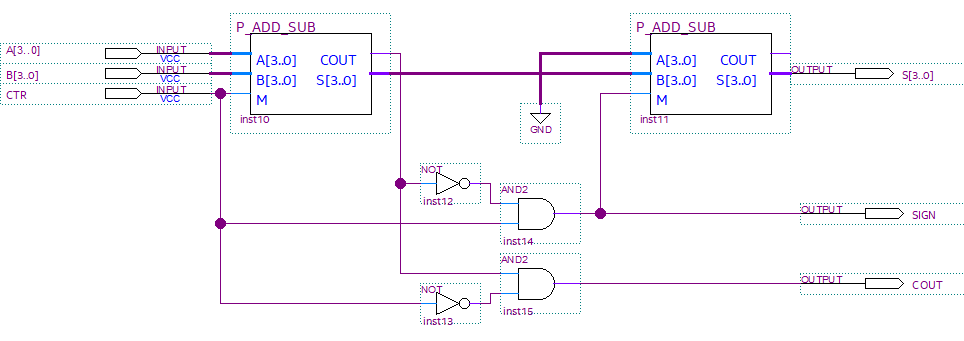 P_ADD_SUB
P_ADD_SUB
A[3..0]
INPUT
VCC
A[3..0]
COUT
A[3..0]
COUT
B[3..0]
INPUT
VCC
B[3..0]
S[3..0]
B[3..0]
S[3..0]
OUTPUT
S[3..0]
CTR
INPUT
VCC
M
M
inst10
inst11
GND
NOT
inst12
AND2
inst14
OUTPUT
SIGN
AND2
inst15
OUTPUT
COUT
NOT
inst13